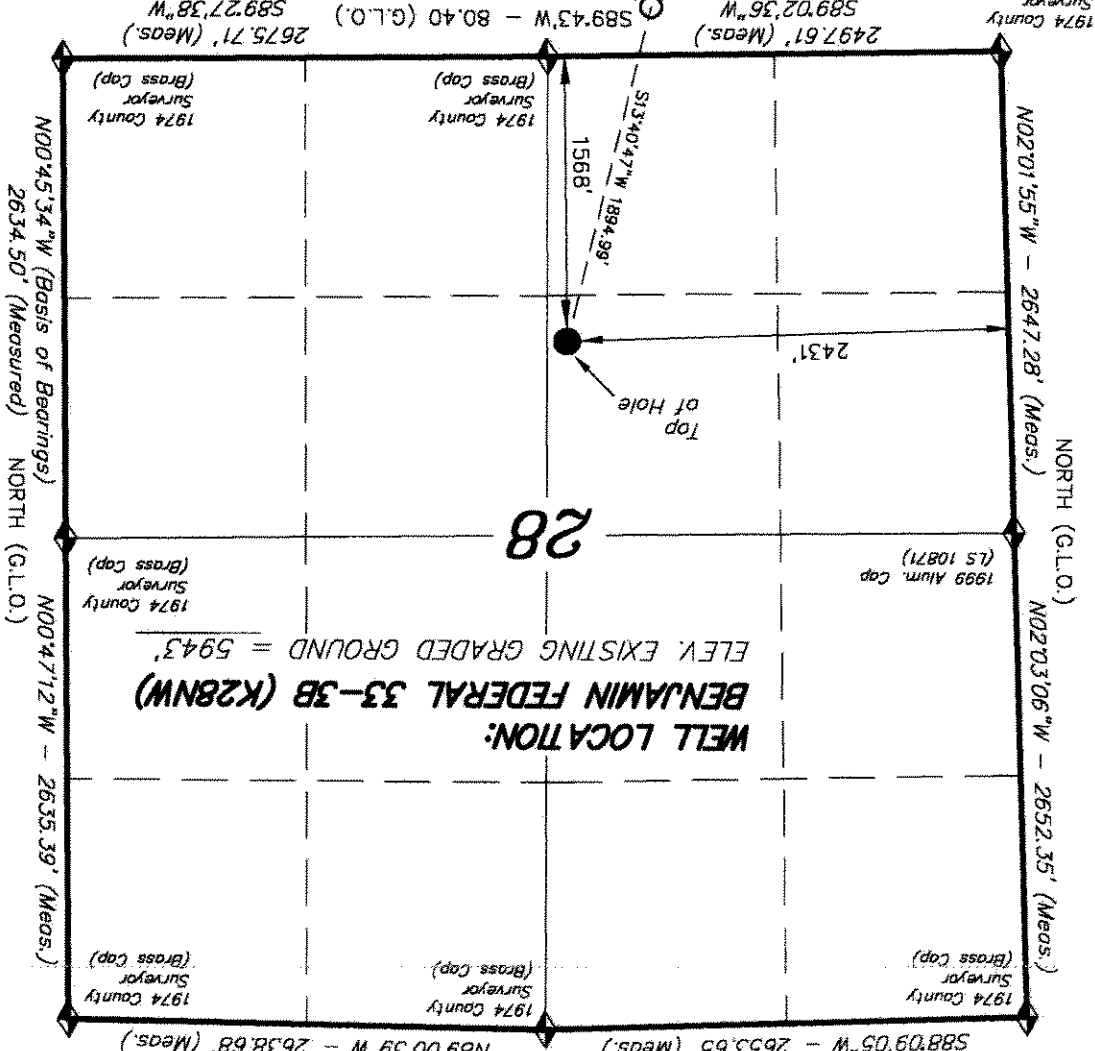 S88°09'05"W - 2653.65' (Meas.)
N89°00'39"W - 2638.68' (Meas.)
1974 County
Surveyor
(Brass Cap)
1974 County
Surveyor
(Brass Cap)
1974 County
Surveyor
(Brass Cap)
N02°03'06"W - 2652.35' (Meas.)
N00°47'12"W - 2635.39' (Meas.)
WELL LOCATION:
BENJAMIN FEDERAL 33-3B (K28NW)
ELEV. EXISTING GRADED GROUND = 5943'
1999 Alum. Cap
(LS 10871)
1974 County
Surveyor
(Brass Cap)
NORTH (G.L.O.)
28
NORTH (G.L.O.)
Top
of Hole
2431'
N02°01'55"W - 2647.28' (Meas.)
N00°45'34"W (Basis of Bearings)
2634.50' (Measured)
S13°40'47"W 1894.99'
1568'
1974 County
Surveyor
(Brass Cap)
1974 County
Surveyor
(Brass Cap)
1974 County
Surveyor
2497.61' (Meas.)
S89°02'36"W
S89°43'W - 80.40 (G.L.O.)
2675.71' (Meas.)
S89°27'38"W